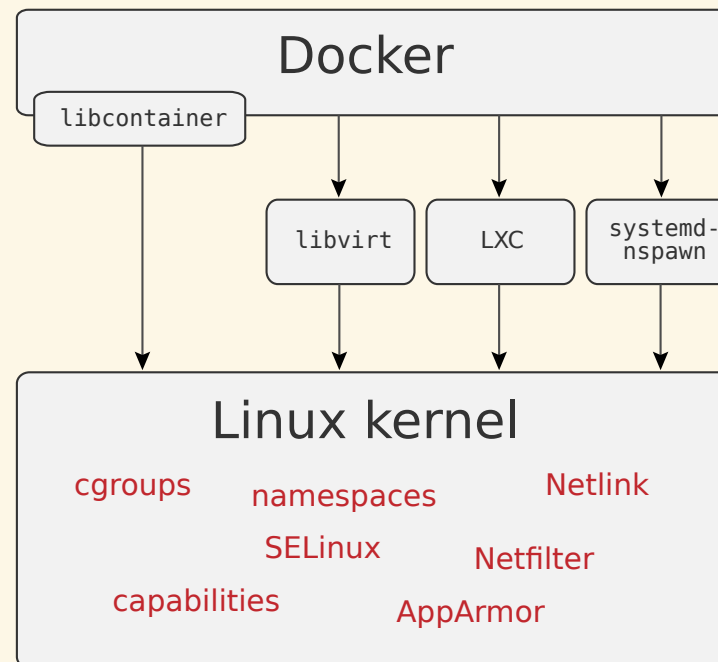 Docker
libcontainer
libvirt
LXC
systemd-
nspawn
Linux kernel
cgroups
namespaces
Netlink
SELinux
Netfilter
capabilities
AppArmor